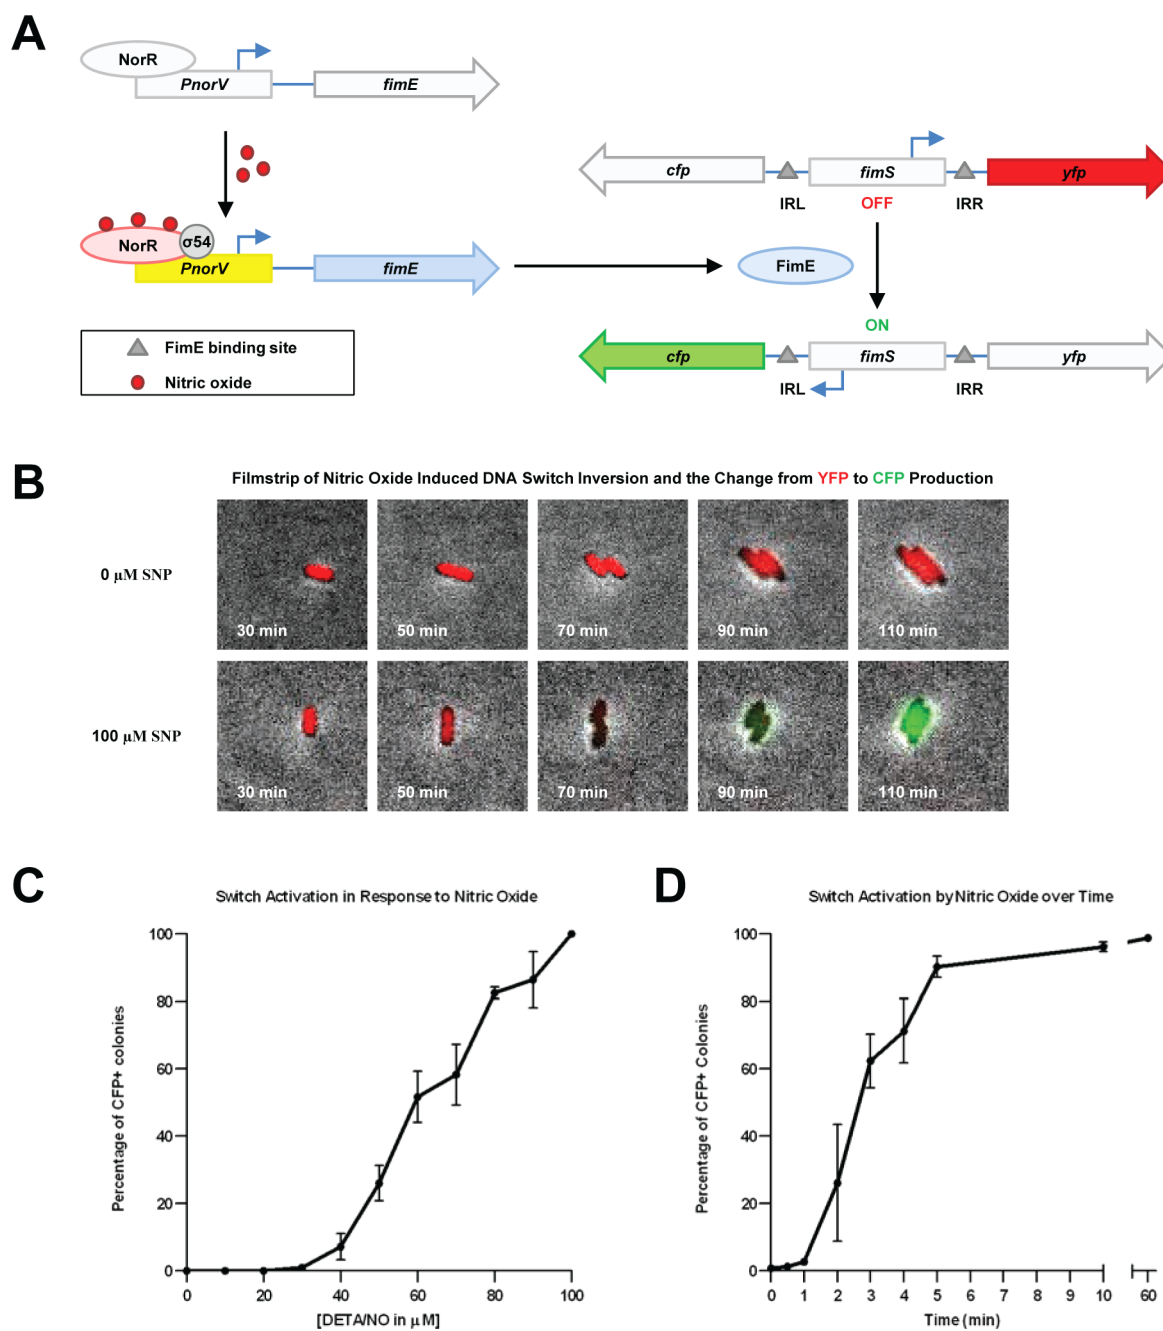 A
NorR
PnorV
fimE
cfp
fimS
yfp
IRL
OFF
IRR
NorR
σ54
PnorV
fimE
FimE
ON
FimE binding site
Nitric oxide
cfp
fimS
yfp
IRL
IRR
B
Filmstrip of Nitric Oxide Induced DNA Switch Inversion and the Change from YFP to CFP Production
0 μM SNP
30 min
50 min
70 min
90 min
110 min
100 μM SNP
30 min
50 min
70 min
90 min
110 min
C
Switch Activation in Response to Nitric Oxide
Percentage of CFP+ colonies
100
80
60
40
20
0
0 20 40 60 80 100
[DETA/NO in μM]
D
Switch Activation by Nitric Oxide over Time
Percentage of CFP+ Colonies
100
80
60
40
20
0
0 1 2 3 4 5 6 7 8 9 10 60
Time (min)